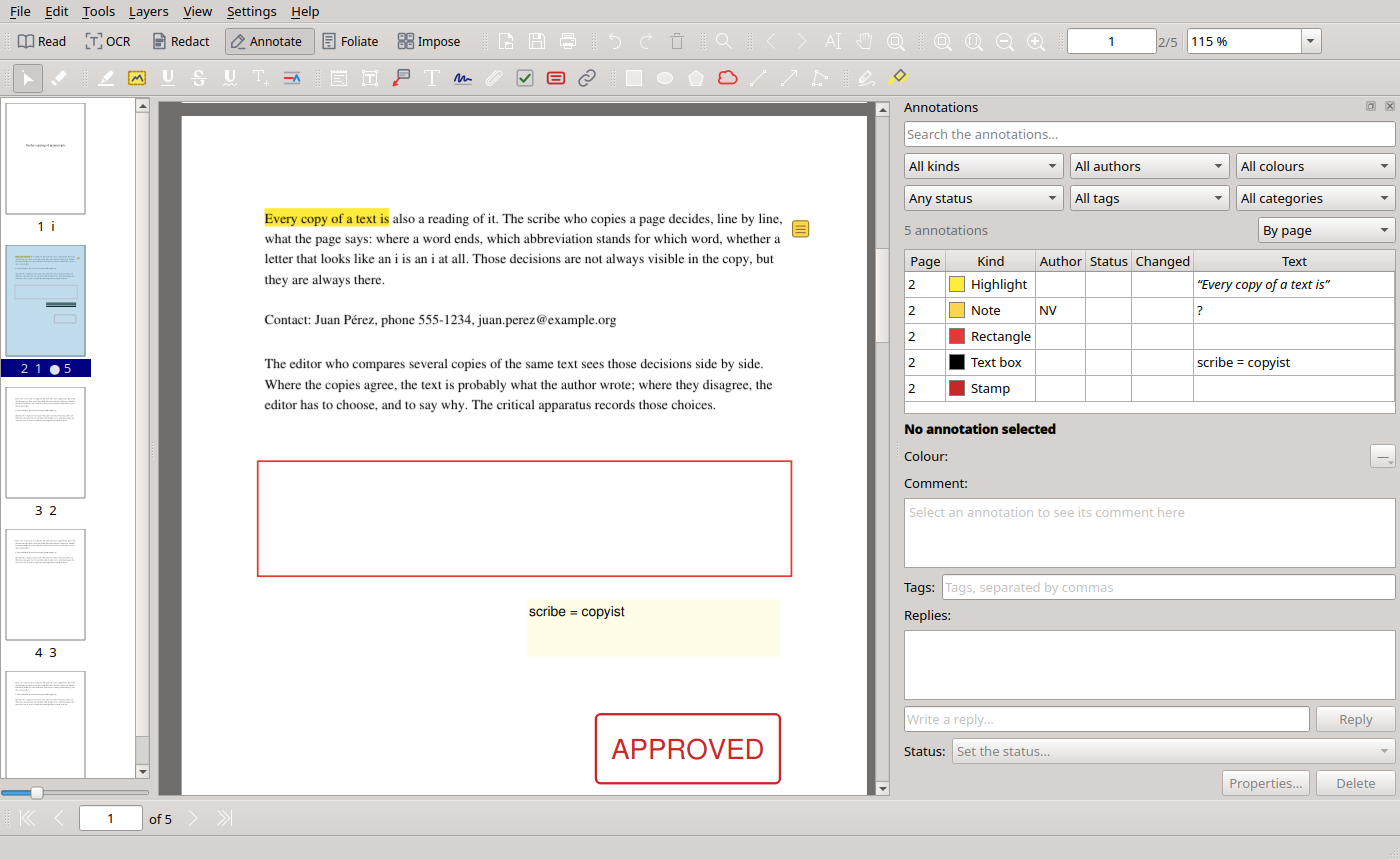 File Edit Tools Layers View Settings Help
Read OCR Redact Annotate Foliate Impose 1 2/5 115 %
1 i
2 1 5
3 2
4 3
Every copy of a text is also a reading of it. The scribe who copies a page decides, line by line,
what the page says: where a word ends, which abbreviation stands for which word, whether a
letter that looks like an i is an i at all. Those decisions are not always visible in the copy, but
they are always there.
Contact: Juan Pérez, phone 555-1234, juan.perez@example.org
The editor who compares several copies of the same text sees those decisions side by side.
Where the copies agree, the text is probably what the author wrote; where they disagree, the
editor has to choose, and to say why. The critical apparatus records those choices.
scribe = copyist
APPROVED
Annotations
Search the annotations...
All kinds All authors All colours
Any status All tags All categories
5 annotations By page
Page Kind Author Status Changed Text
2 Highlight “Every copy of a text is”
2 Note NV ?
2 Rectangle
2 Text box scribe = copyist
2 Stamp
No annotation selected
Colour: —
Comment:
Select an annotation to see its comment here
Tags: Tags, separated by commas
Replies:
Write a reply... Reply
Status: Set the status...
Properties... Delete
1 of 5